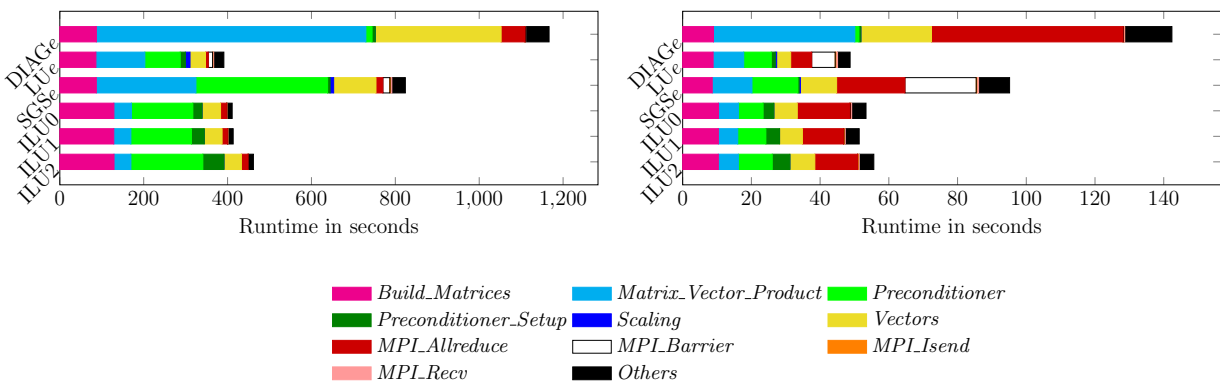 DIAGe
LUe
SGSe
ILU0
ILU1
ILU2
0 200 400 600 800 1,000 1,200
Runtime in seconds
DIAGe
LUe
SGSe
ILU0
ILU1
ILU2
0 20 40 60 80 100 120 140
Runtime in seconds
Build_Matrices Matrix_Vector_Product Preconditioner
Preconditioner_Setup Scaling Vectors
MPI_Allreduce MPI_Barrier MPI_Isend
MPI_Recv Others